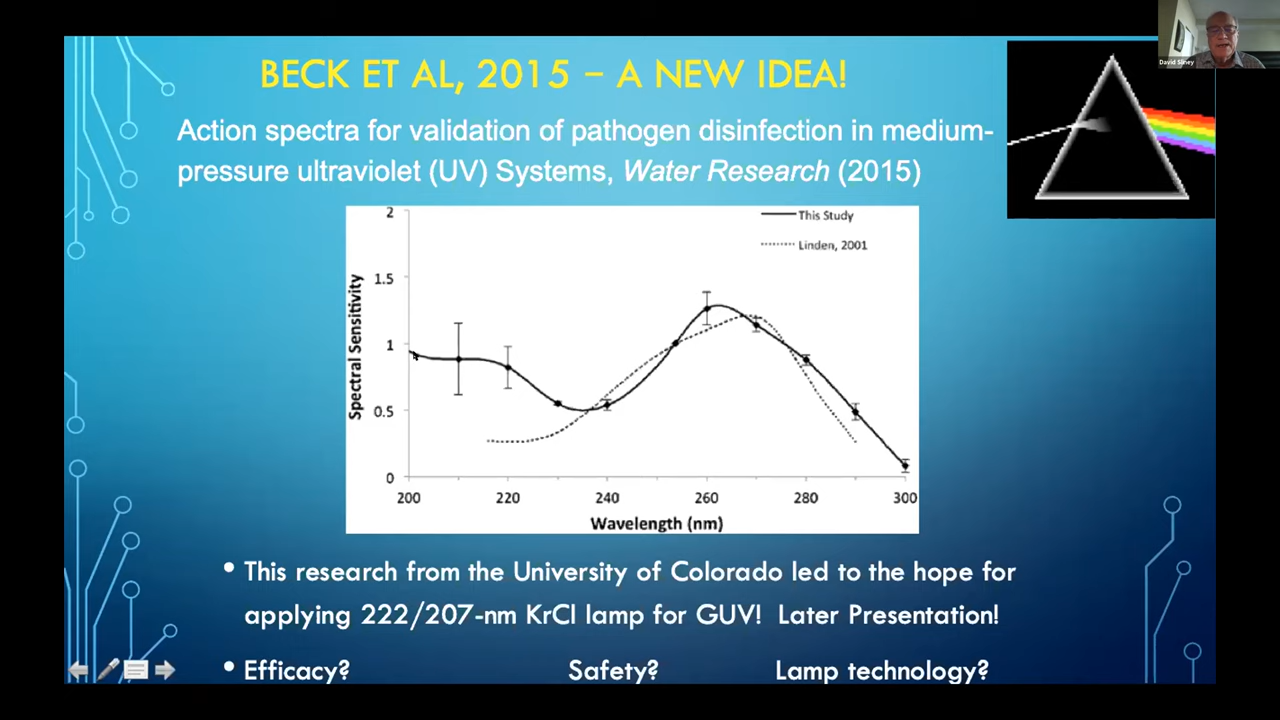 BECK ET AL, 2015 – A NEW IDEA!
David Sliney
Action spectra for validation of pathogen disinfection in medium-
pressure ultraviolet (UV) Systems, Water Research (2015)
2
1.5
1
0.5
0
Spectral Sensitivity
This Study
Linden, 2001
200 220 240 260 280 300
Wavelength (nm)
• This research from the University of Colorado led to the hope for
applying 222/207-nm KrCl lamp for GUV! Later Presentation!
• Efficacy? Safety? Lamp technology?